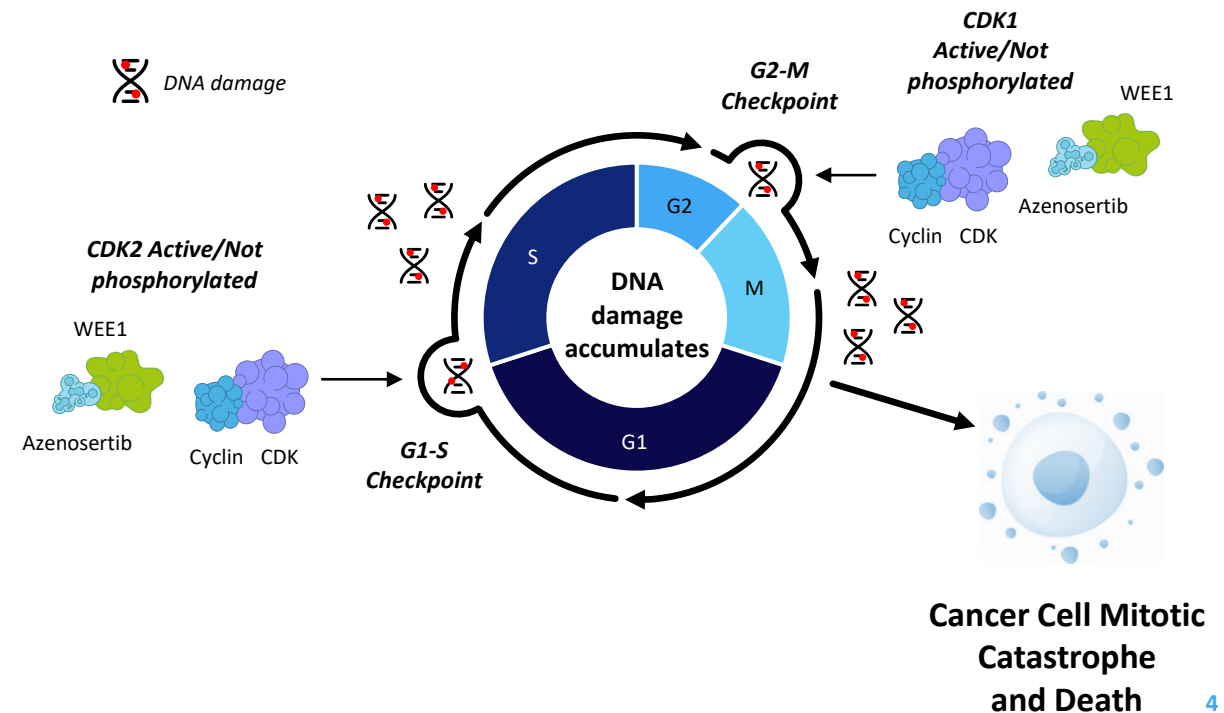 DNA damage
G2-M
Checkpoint
CDK1
Active/Not
phosphorylated
WEE1
Azenosertib
Cyclin CDK
CDK2 Active/Not
phosphorylated
WEE1
Azenosertib
Cyclin CDK
G1-S
Checkpoint
S
G2
M
G1
DNA
damage
accumulates
Cancer Cell Mitotic
Catastrophe
and Death
4